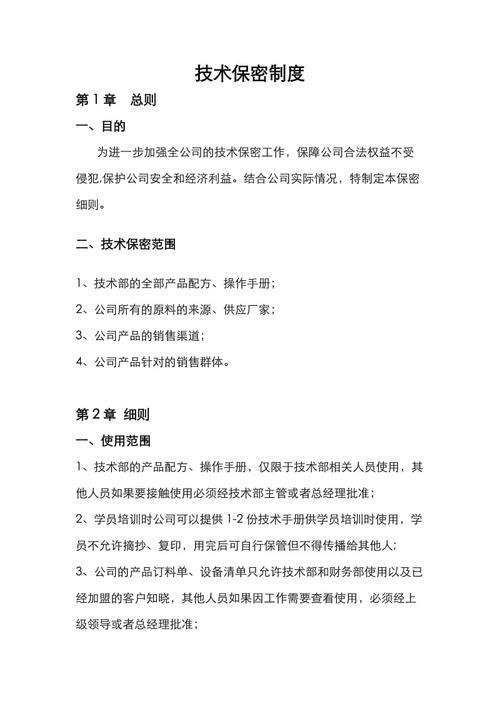 技术保密制度
第1章  总则
一、目的
为进一步加强全公司的技术保密工作，保障公司合法权益不受
侵犯,保护公司安全和经济利益。结合公司实际情况，特制定本保密
细则。
二、技术保密范围
1、技术部的全部产品配方、操作手册；
2、公司所有的原料的来源、供应厂家；
3、公司产品的销售渠道；
4、公司产品针对的销售群体。
第2章 细则
一、使用范围
1、技术部的产品配方、操作手册，仅限于技术部相关人员使用，其
他人员如果要接触使用必须经技术部主管或者总经理批准；
2、学员培训时公司可以提供1-2份技术手册供学员培训时使用，学
员不允许摘抄、复印，用完后可自行保管但不得传播给其他人;
3、公司的产品订料单、设备清单只允许技术部和财务部使用以及已
经加盟的客户知晓，其他人员如果因工作需要查看使用，必须经上
级领导或者总经理批准；